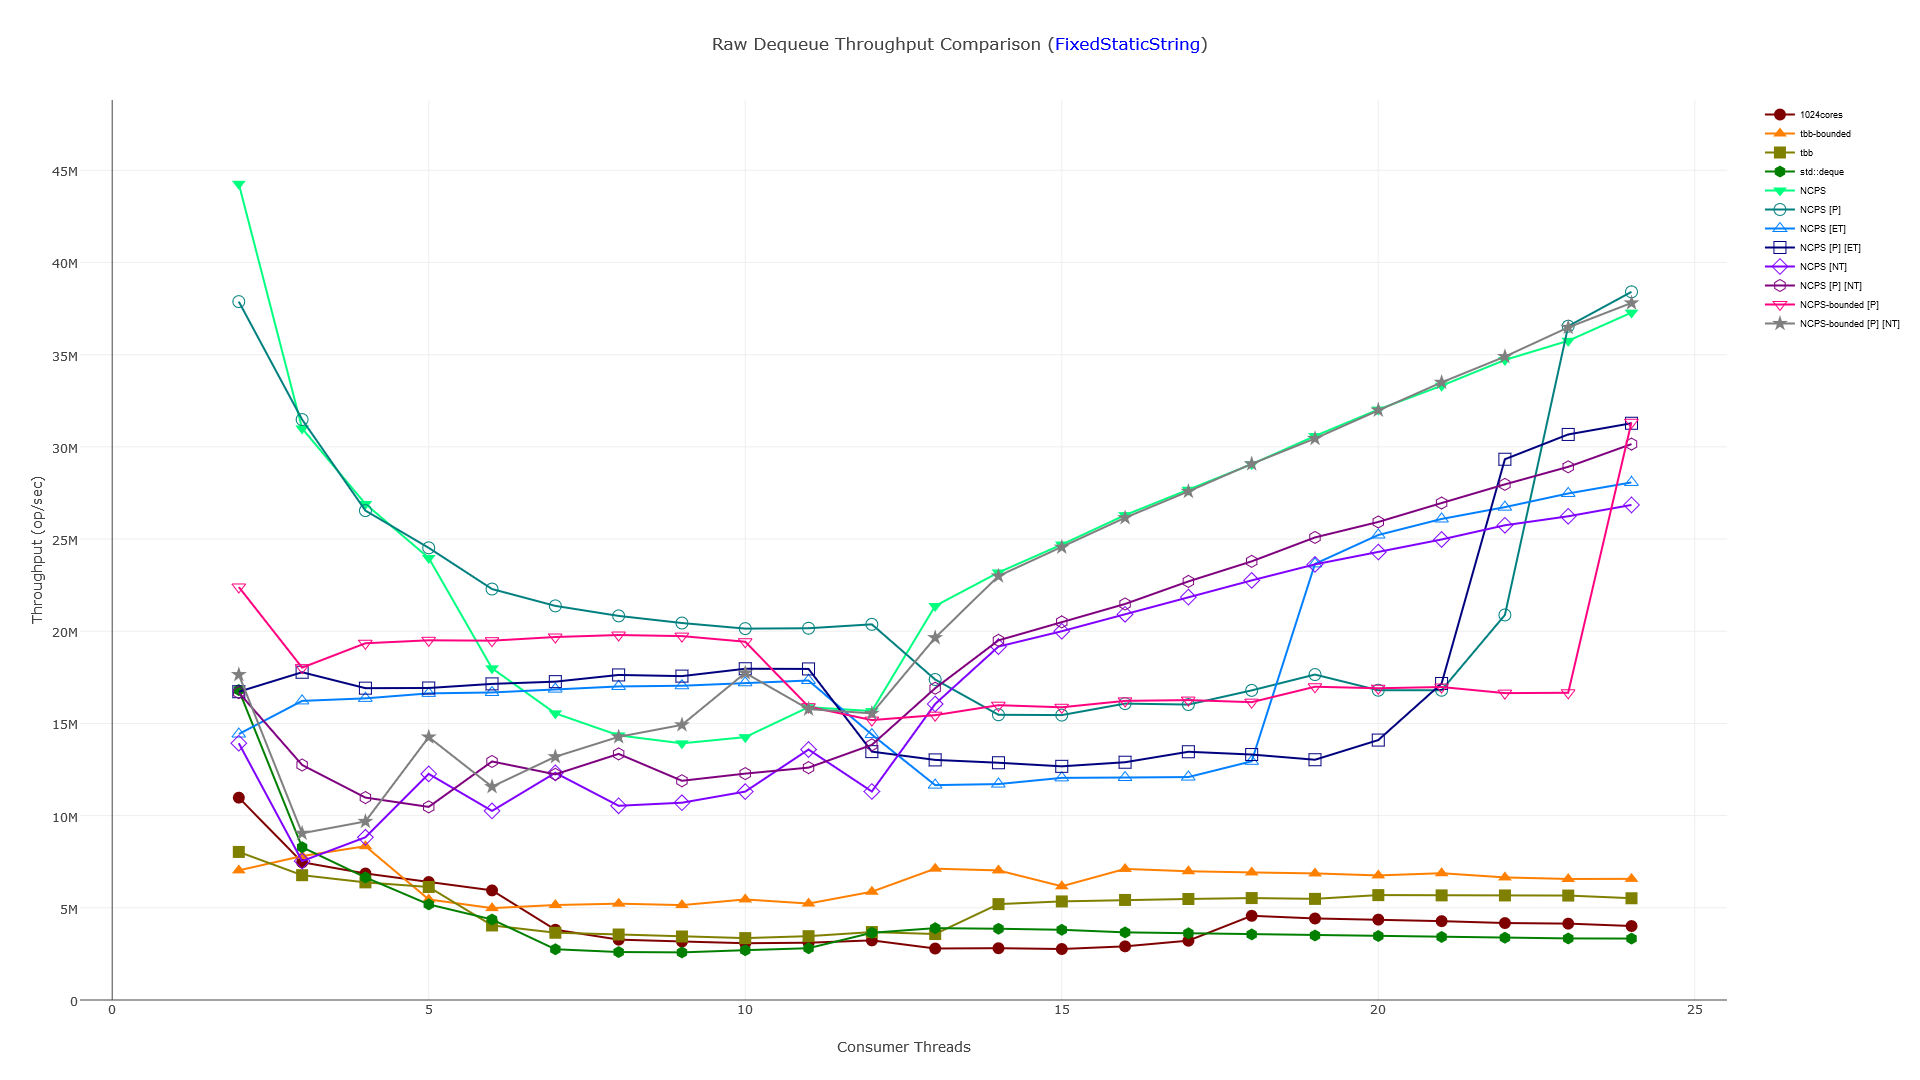 Raw Dequeue Throughput Comparison (FixedStaticString)
1024cores
tbb-bounded
tbb
std::deque
NCPS
NCPS [P]
NCPS [ET]
NCPS [P] [ET]
NCPS [NT]
NCPS [P] [NT]
NCPS-bounded [P]
NCPS-bounded [P] [NT]
Throughput (op/sec)
45M
40M
35M
30M
25M
20M
15M
10M
5M
0
0 5 10 15 20 25
Consumer Threads